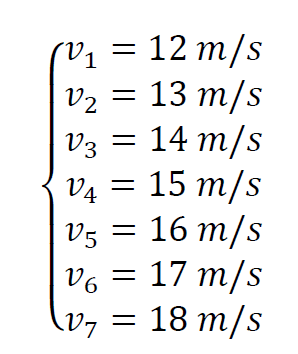 v₁ = 12 m/s
v₂ = 13 m/s
v₃ = 14 m/s
v₄ = 15 m/s
v₅ = 16 m/s
v₆ = 17 m/s
v₇ = 18 m/s